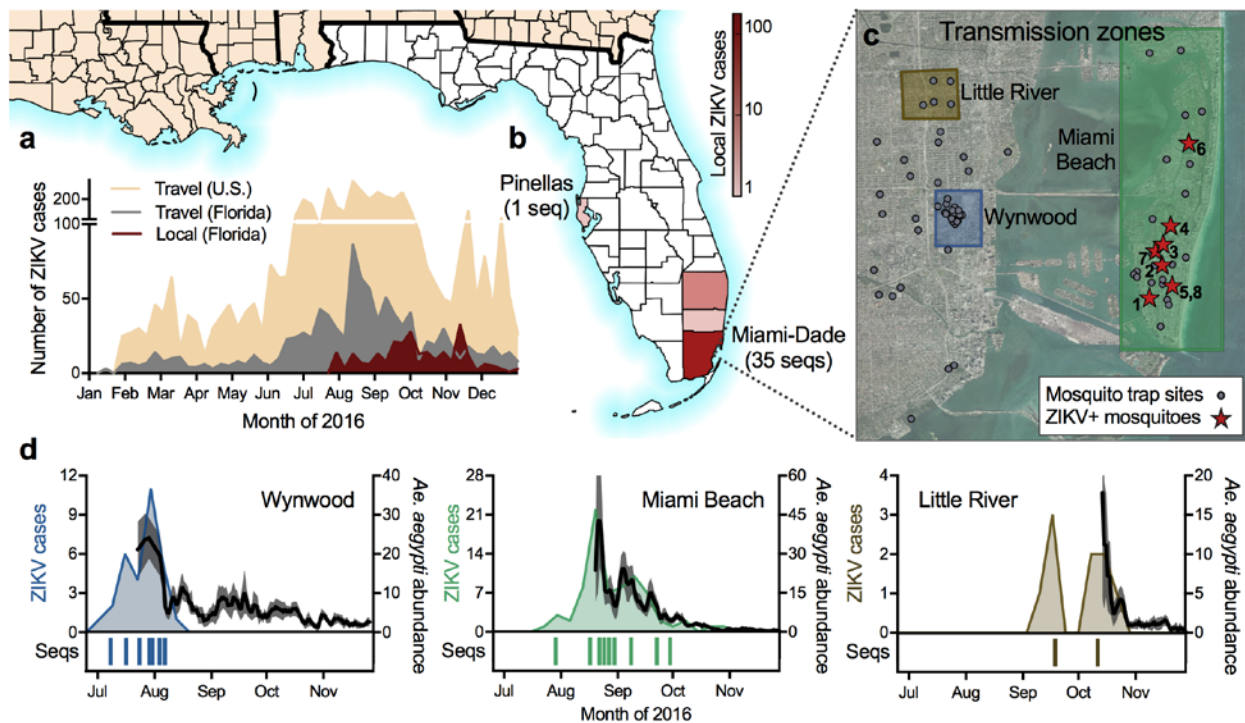 a
200
100
50
0
Number of ZIKV cases
Travel (U.S.)
Travel (Florida)
Local (Florida)
Jan Feb Mar Apr May Jun Jul Aug Sep Oct Nov Dec
Month of 2016
b
Pinellas
(1 seq)
Miami-Dade
(35 seqs)
100
10
1
Local ZIKV cases
c
Transmission zones
Little River
Miami
Beach
Wynwood
6
4
3
7
2
5,8
1
Mosquito trap sites
ZIKV+ mosquitoes
d
Wynwood
12
9
6
3
0
ZIKV cases
40
30
20
10
0
Ae. aegypti abundance
Seqs
Jul Aug Sep Oct Nov
Miami Beach
28
21
14
7
0
ZIKV cases
60
45
30
15
0
Ae. aegypti abundance
Seqs
Jul Aug Sep Oct Nov
Month of 2016
Little River
4
3
2
1
0
ZIKV cases
20
15
10
5
0
Ae. aegypti abundance
Seqs
Jul Aug Sep Oct Nov